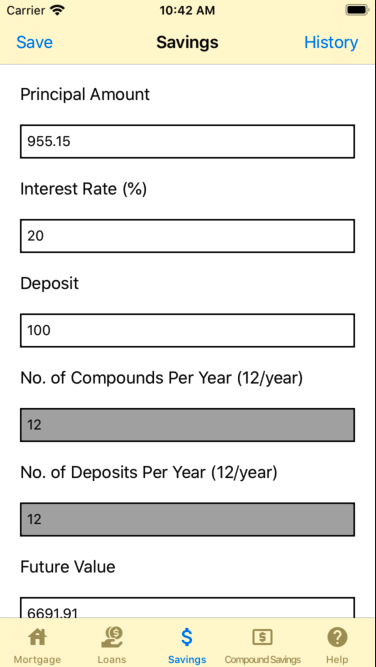 Carrier 10:42 AM
Save Savings History
Principal Amount
955.15
Interest Rate (%)
20
Deposit
100
No. of Compounds Per Year (12/year)
12
No. of Deposits Per Year (12/year)
12
Future Value
6691.91
Mortgage Loans Savings Compound Savings Help